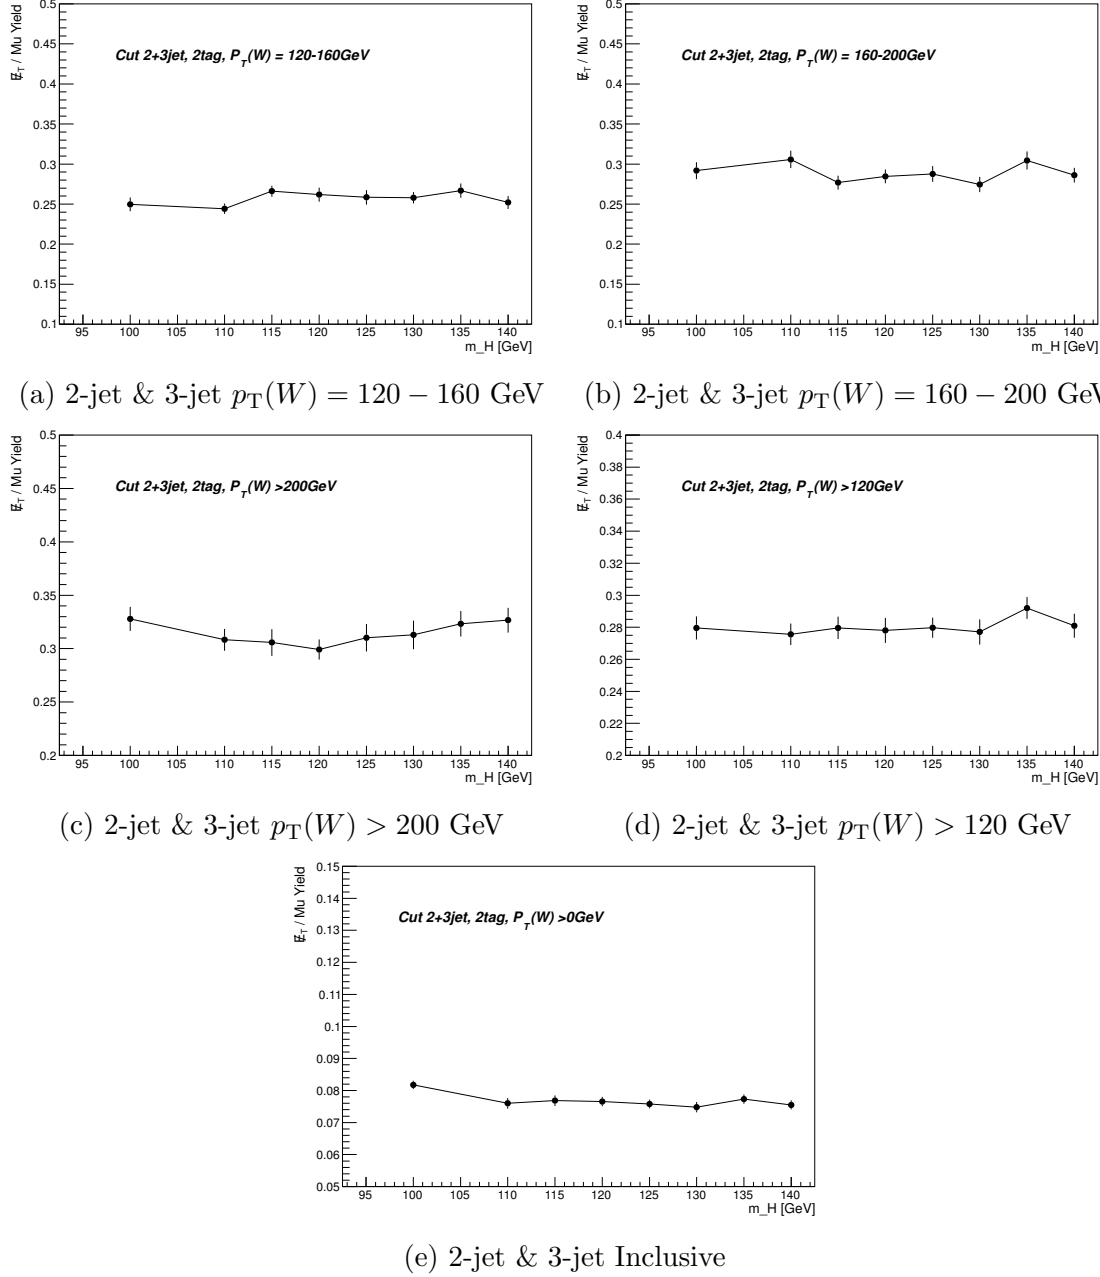 0.5
0.45
0.4
0.35
0.3
0.25
0.2
0.15
0.1
E̸_T / Mu Yield
Cut 2+3jet, 2tag, P_T(W) = 120-160GeV
95 100 105 110 115 120 125 130 135 140
m_H [GeV]
(a) 2-jet & 3-jet p_T(W) = 120 − 160 GeV
0.5
0.45
0.4
0.35
0.3
0.25
0.2
0.15
0.1
E̸_T / Mu Yield
Cut 2+3jet, 2tag, P_T(W) = 160-200GeV
95 100 105 110 115 120 125 130 135 140
m_H [GeV]
(b) 2-jet & 3-jet p_T(W) = 160 − 200 GeV
0.5
0.45
0.4
0.35
0.3
0.25
0.2
E̸_T / Mu Yield
Cut 2+3jet, 2tag, P_T(W) >200GeV
95 100 105 110 115 120 125 130 135 140
m_H [GeV]
(c) 2-jet & 3-jet p_T(W) > 200 GeV
0.4
0.38
0.36
0.34
0.32
0.3
0.28
0.26
0.24
0.22
0.2
E̸_T / Mu Yield
Cut 2+3jet, 2tag, P_T(W) >120GeV
95 100 105 110 115 120 125 130 135 140
m_H [GeV]
(d) 2-jet & 3-jet p_T(W) > 120 GeV
0.15
0.14
0.13
0.12
0.11
0.1
0.09
0.08
0.07
0.06
0.05
E̸_T / Mu Yield
Cut 2+3jet, 2tag, P_T(W) >0GeV
95 100 105 110 115 120 125 130 135 140
m_H [GeV]
(e) 2-jet & 3-jet Inclusive